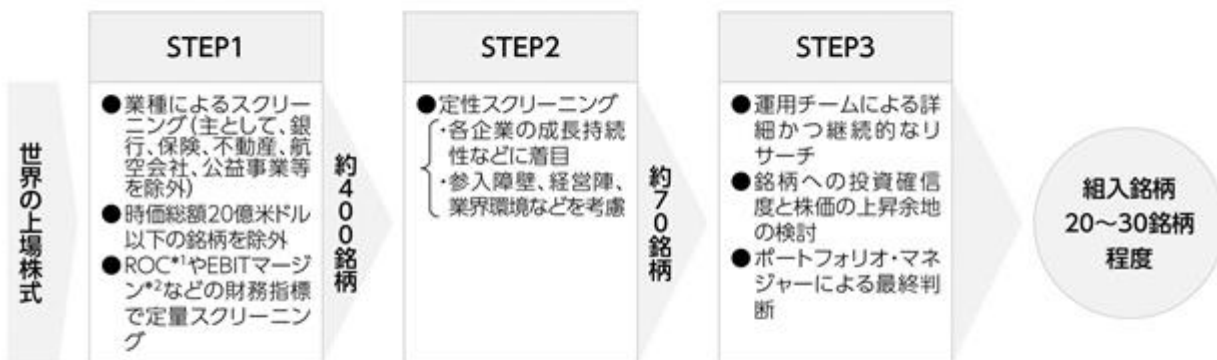 世界の上場株式
STEP1
●業種によるスクリー
ニング(主として、銀
行、保険、不動産、航
空会社、公益事業等
を除外)
●時価総額20億米ドル
以下の銘柄を除外
●ROC*1やEBITマージ
ン*2などの財務指標
で定量スクリーニン
グ
約400銘柄
STEP2
●定性スクリーニング
・各企業の成長持続
性などに着目
・参入障壁、経営陣、
業界環境などを考慮
約70銘柄
STEP3
●運用チームによる詳
細かつ継続的なリ
サーチ
●銘柄への投資確信
度と株価の上昇余地
の検討
●ポートフォリオ・マネ
ジャーによる最終判
断
組入銘柄
20〜30銘柄
程度